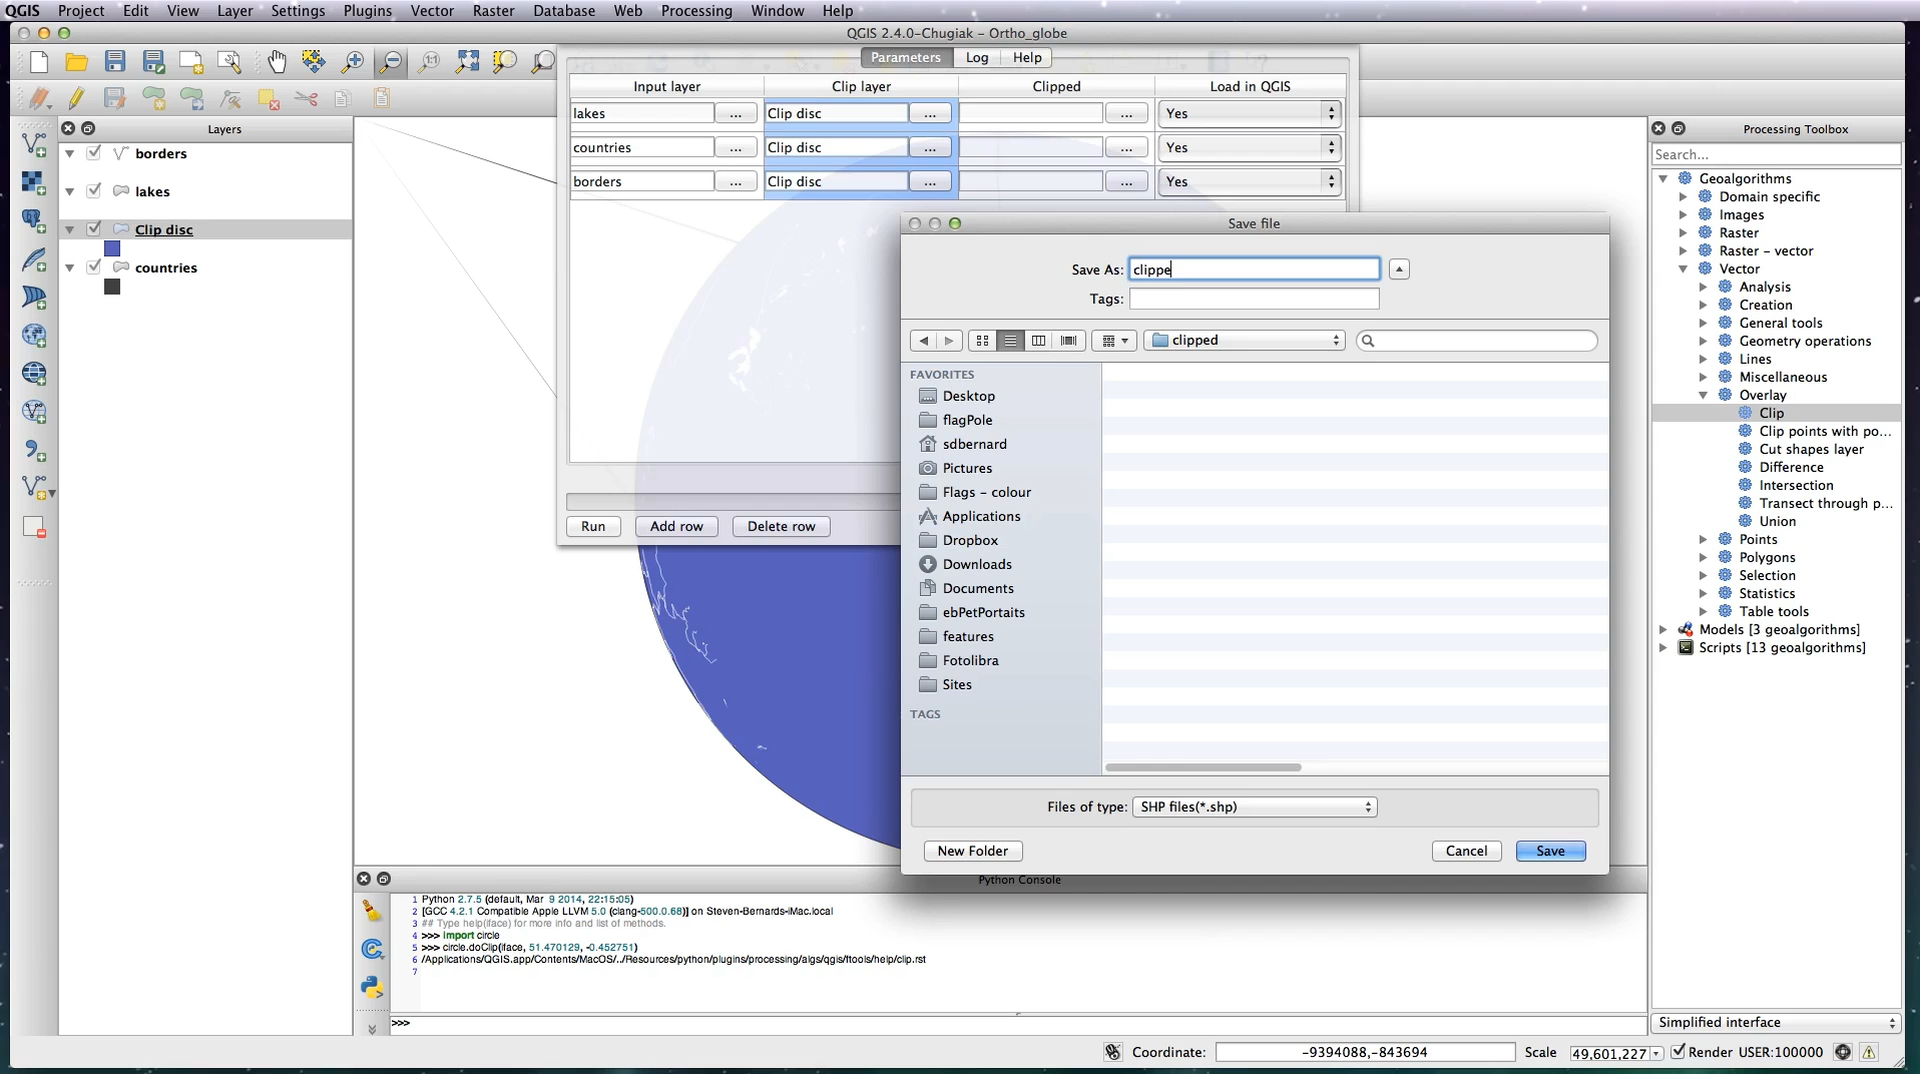 QGIS Project Edit View Layer Settings Plugins Vector Raster Database Web Processing Window Help
QGIS 2.4.0-Chugiak - Ortho_globe
Parameters Log Help
Input layer Clip layer Clipped Load in QGIS
lakes ... Clip disc ... ... Yes
countries ... Clip disc ... ... Yes
borders ... Clip disc ... ... Yes
Run Add row Delete row
Layers
borders
lakes
Clip disc
countries
Save file
Save As: clippe
Tags:
clipped
FAVORITES
Desktop
flagPole
sdbernard
Pictures
Flags - colour
Applications
Dropbox
Downloads
Documents
ebPetPortaits
features
Fotolibra
Sites
TAGS
Files of type: SHP files(*.shp)
New Folder Cancel Save
Processing Toolbox
Search...
Geoalgorithms
Domain specific
Images
Raster
Raster - vector
Vector
Analysis
Creation
General tools
Geometry operations
Lines
Miscellaneous
Overlay
Clip
Clip points with po...
Cut shapes layer
Difference
Intersection
Transect through p...
Union
Points
Polygons
Selection
Statistics
Table tools
Models [3 geoalgorithms]
Scripts [13 geoalgorithms]
Simplified interface
Python Console
1 Python 2.7.5 (default, Mar 9 2014, 22:15:05)
2 [GCC 4.2.1 Compatible Apple LLVM 5.0 (clang-500.0.68)] on Steven-Bernards-iMac.local
3 ## Type help(iface) for more info and list of methods.
4 >>> import circle
5 >>> circle.doClip(iface, 51.470129, -0.452751)
6 /Applications/QGIS.app/Contents/MacOS/../Resources/python/plugins/processing/algs/qgis/ftools/help/clip.rst
7
>>>
Coordinate: -9394088,-843694 Scale 49,601,227 Render USER:100000